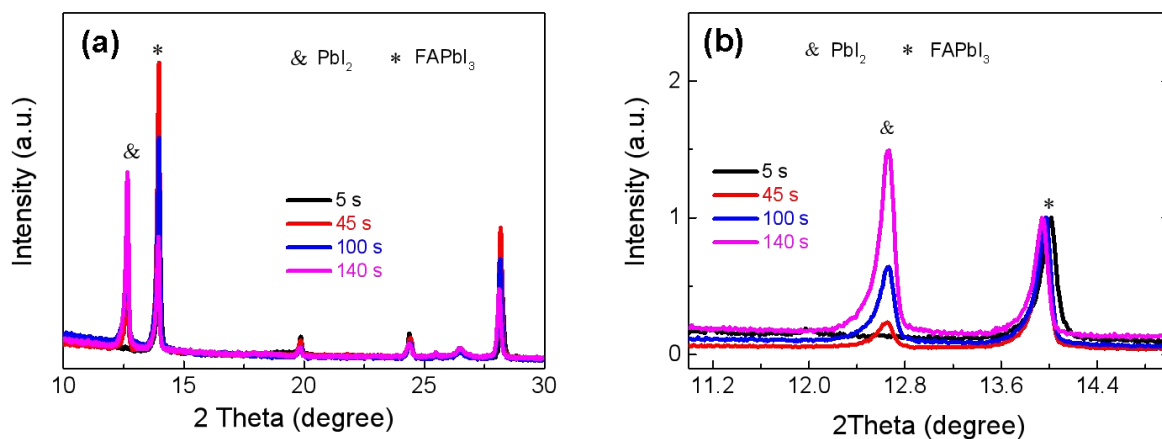 (a)
* & PbI₂ * FAPbI₃
&
5 s
45 s
100 s
140 s
Intensity (a.u.)
10 15 20 25 30
2 Theta (degree)
(b)
& PbI₂ * FAPbI₃
&
*
5 s
45 s
100 s
140 s
Intensity (a.u.)
2
1
0
11.2 12.0 12.8 13.6 14.4
2Theta (degree)